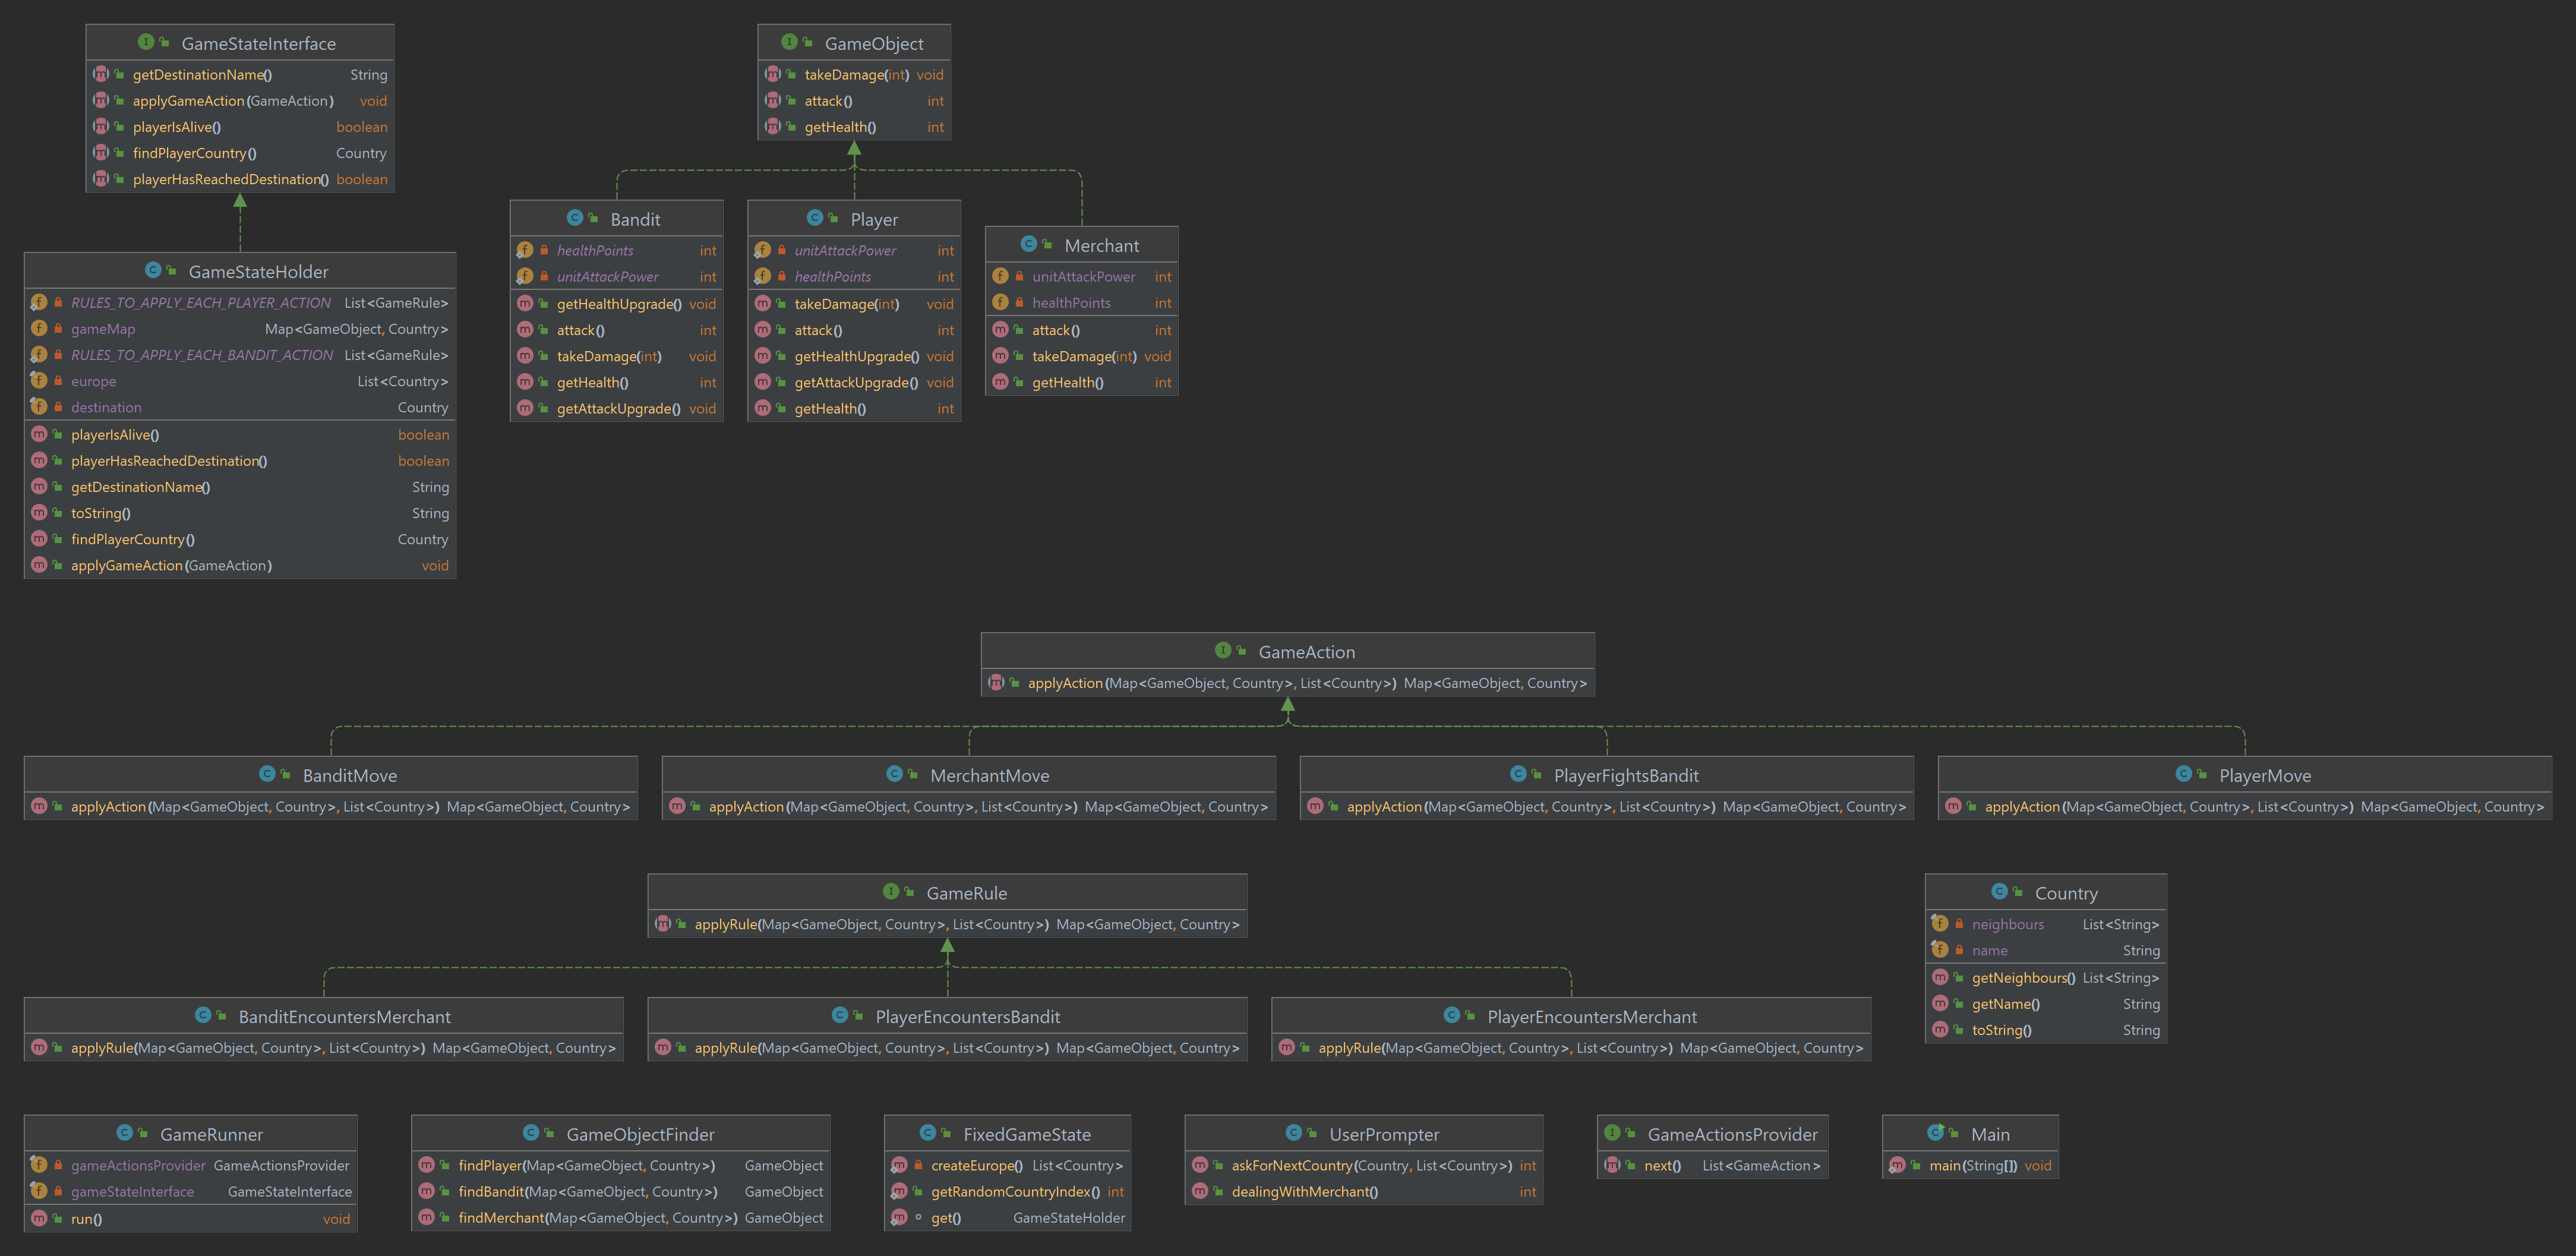 GameStateInterface
getDestinationName() String
applyGameAction(GameAction) void
playerIsAlive() boolean
findPlayerCountry() Country
playerHasReachedDestination() boolean
GameObject
takeDamage(int) void
attack() int
getHealth() int
GameStateHolder
RULES_TO_APPLY_EACH_PLAYER_ACTION List<GameRule>
gameMap Map<GameObject, Country>
RULES_TO_APPLY_EACH_BANDIT_ACTION List<GameRule>
europe List<Country>
destination Country
playerIsAlive() boolean
playerHasReachedDestination() boolean
getDestinationName() String
toString() String
findPlayerCountry() Country
applyGameAction(GameAction) void
Bandit
healthPoints int
unitAttackPower int
getHealthUpgrade() void
attack() int
takeDamage(int) void
getHealth() int
getAttackUpgrade() void
Player
unitAttackPower int
healthPoints int
takeDamage(int) void
attack() int
getHealthUpgrade() void
getAttackUpgrade() void
getHealth() int
Merchant
unitAttackPower int
healthPoints int
attack() int
takeDamage(int) void
getHealth() int
GameAction
applyAction(Map<GameObject, Country>, List<Country>) Map<GameObject, Country>
BanditMove
applyAction(Map<GameObject, Country>, List<Country>) Map<GameObject, Country>
MerchantMove
applyAction(Map<GameObject, Country>, List<Country>) Map<GameObject, Country>
PlayerFightsBandit
applyAction(Map<GameObject, Country>, List<Country>) Map<GameObject, Country>
PlayerMove
applyAction(Map<GameObject, Country>, List<Country>) Map<GameObject, Country>
GameRule
applyRule(Map<GameObject, Country>, List<Country>) Map<GameObject, Country>
Country
neighbours List<String>
name String
getNeighbours() List<String>
getName() String
toString() String
BanditEncountersMerchant
applyRule(Map<GameObject, Country>, List<Country>) Map<GameObject, Country>
PlayerEncountersBandit
applyRule(Map<GameObject, Country>, List<Country>) Map<GameObject, Country>
PlayerEncountersMerchant
applyRule(Map<GameObject, Country>, List<Country>) Map<GameObject, Country>
GameRunner
gameActionsProvider GameActionsProvider
gameStateInterface GameStateInterface
run() void
GameObjectFinder
findPlayer(Map<GameObject, Country>) GameObject
findBandit(Map<GameObject, Country>) GameObject
findMerchant(Map<GameObject, Country>) GameObject
FixedGameState
createEurope() List<Country>
getRandomCountryIndex() int
get() GameStateHolder
UserPrompter
askForNextCountry(Country, List<Country>) int
dealingWithMerchant() int
GameActionsProvider
next() List<GameAction>
Main
main(String[]) void